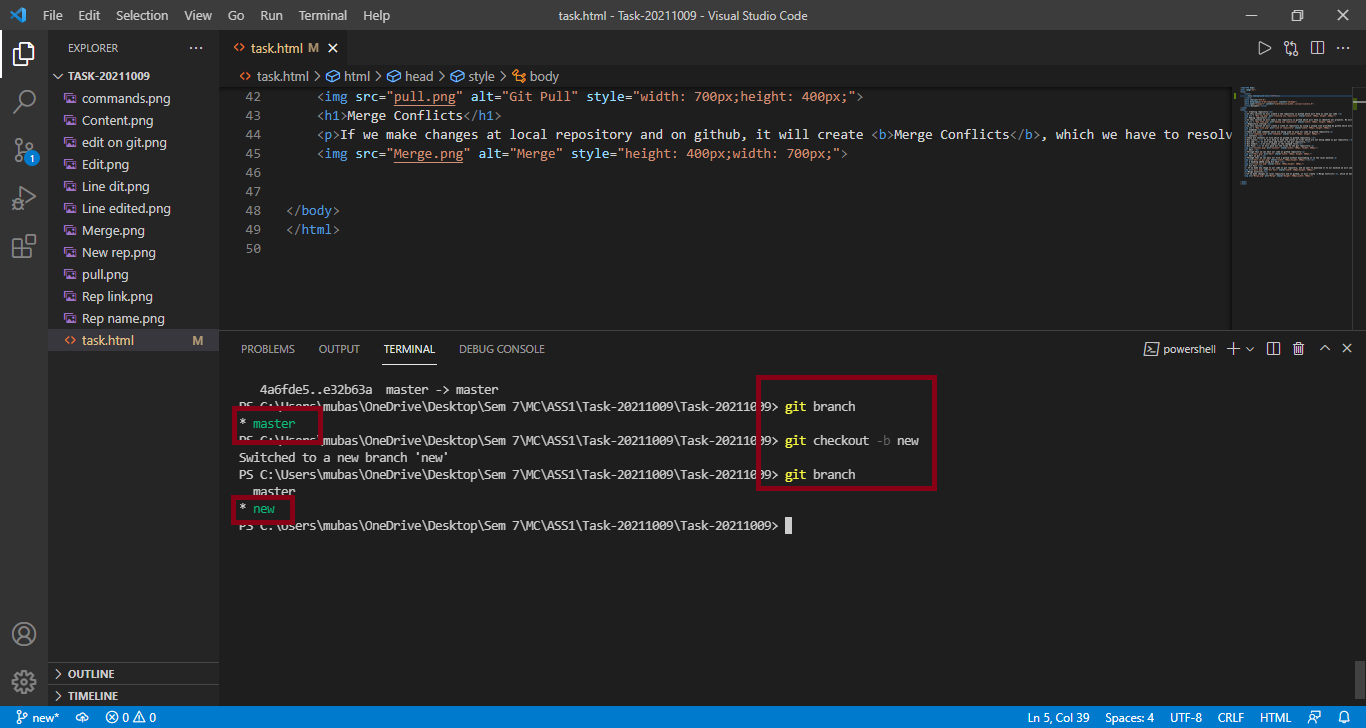 File Edit Selection View Go Run Terminal Help task.html - Task-20211009 - Visual Studio Code
EXPLORER
TASK-20211009
commands.png
Content.png
edit on git.png
Edit.png
Line dit.png
Line edited.png
Merge.png
New rep.png
pull.png
Rep link.png
Rep name.png
task.html M
OUTLINE
TIMELINE
1
task.html M
task.html > html > head > style > body
42 <img src="pull.png" alt="Git Pull" style="width: 700px;height: 400px;">
43 <h1>Merge Conflicts</h1>
44 <p>If we make changes at local repository and on github, it will create <b>Merge Conflicts</b>, which we have to resolv
45 <img src="Merge.png" alt="Merge" style="height: 400px;width: 700px;">
46
47
48 </body>
49 </html>
50
PROBLEMS OUTPUT TERMINAL DEBUG CONSOLE powershell
4a6fde5..e32b63a master -> master
PS C:\Users\mubas\OneDrive\Desktop\Sem 7\MC\ASS1\Task-20211009\Task-20211009> git branch
* master
PS C:\Users\mubas\OneDrive\Desktop\Sem 7\MC\ASS1\Task-20211009\Task-20211009> git checkout -b new
Switched to a new branch 'new'
PS C:\Users\mubas\OneDrive\Desktop\Sem 7\MC\ASS1\Task-20211009\Task-20211009> git branch
master
* new
PS C:\Users\mubas\OneDrive\Desktop\Sem 7\MC\ASS1\Task-20211009\Task-20211009>
new* 0 0 Ln 5, Col 39 Spaces: 4 UTF-8 CRLF HTML